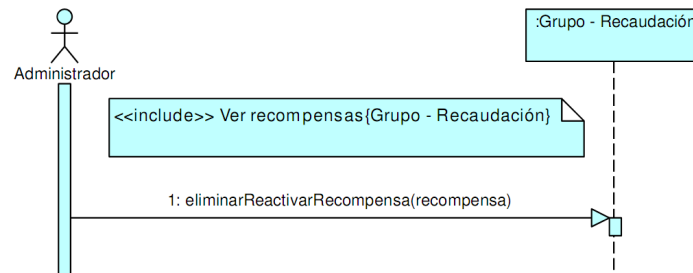 :Grupo - Recaudación
Administrador
<<include>> Ver recompensas{Grupo - Recaudación}
1: eliminarReactivarRecompensa(recompensa)